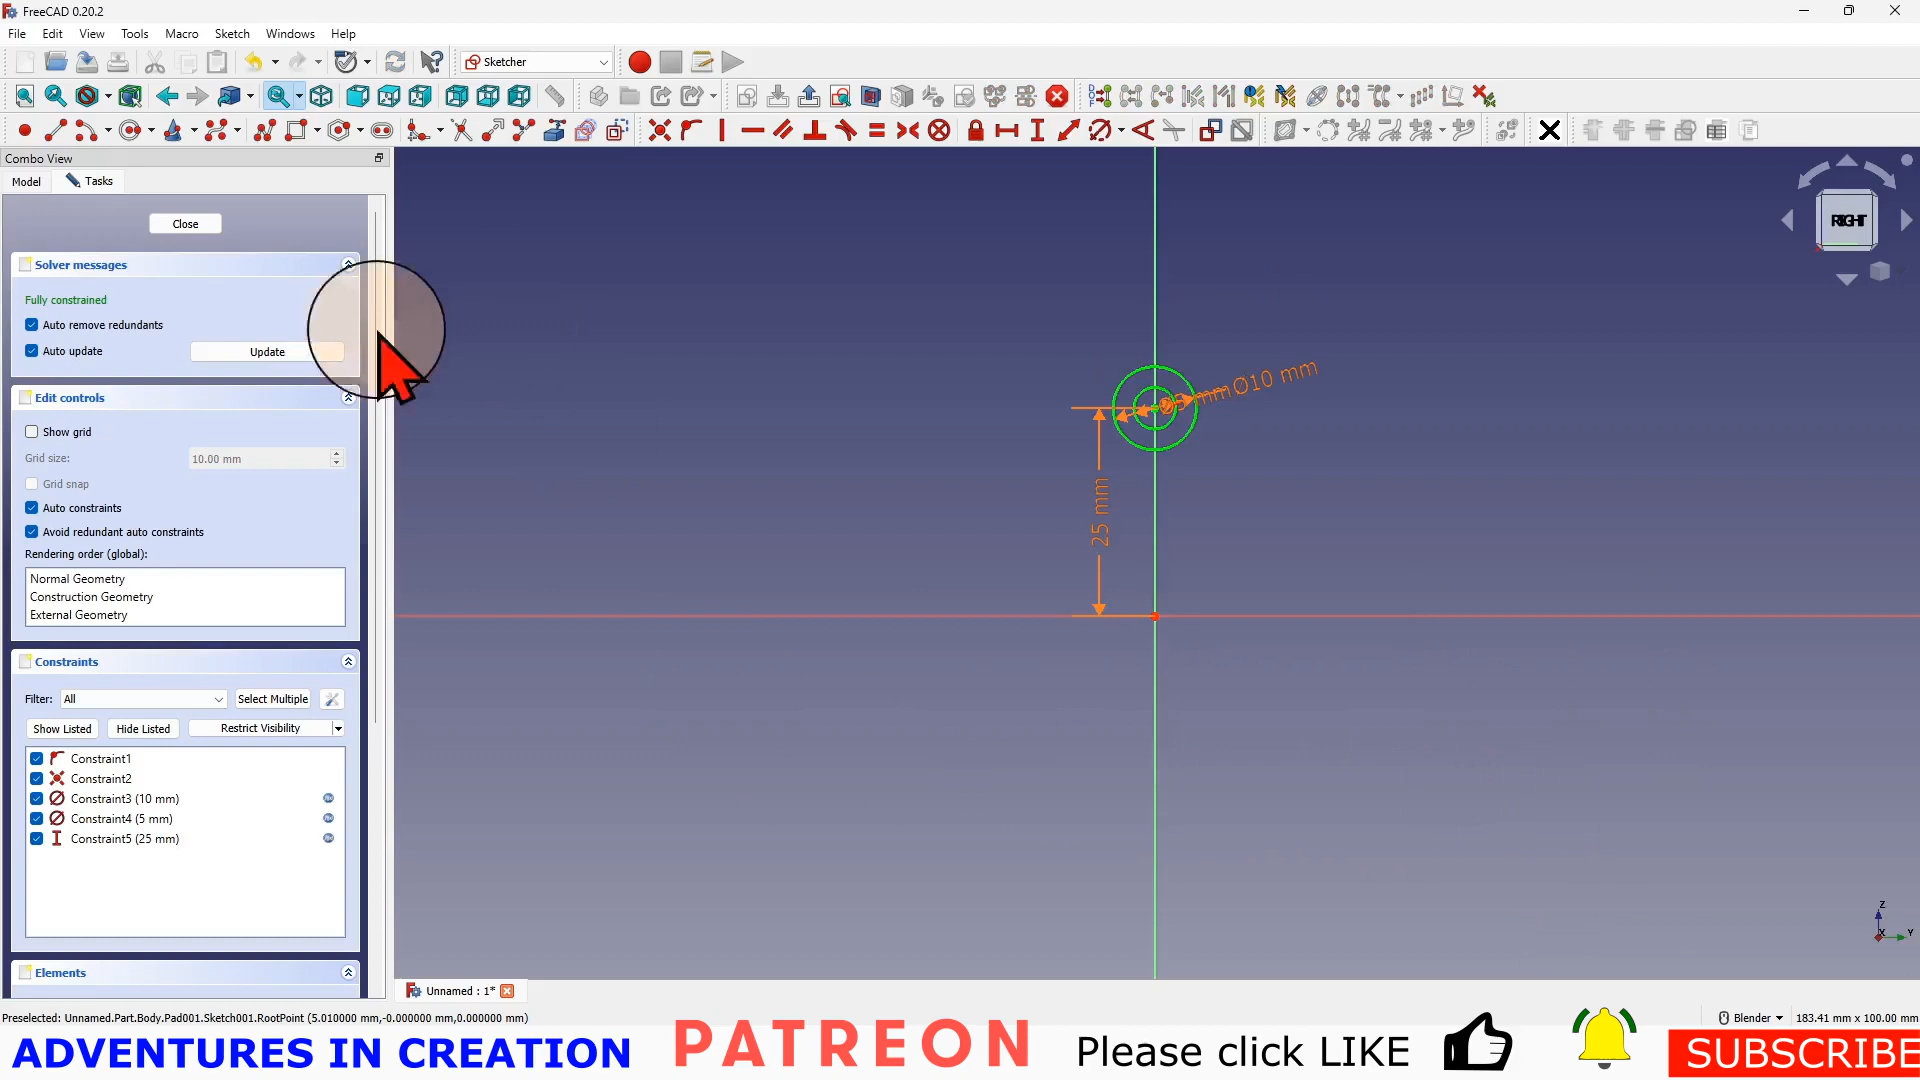 FreeCAD 0.20.2
File Edit View Tools Macro Sketch Windows Help
Sketcher
Combo View
Model Tasks
Close
Solver messages
Fully constrained
Auto remove redundants
Auto update Update
Edit controls
Show grid
Grid size: 10.00 mm
Grid snap
Auto constraints
Avoid redundant auto constraints
Rendering order (global):
Normal Geometry
Construction Geometry
External Geometry
Constraints
Filter: All Select Multiple
Show Listed Hide Listed Restrict Visibility
Constraint1
Constraint2
Constraint3 (10 mm)
Constraint4 (5 mm)
Constraint5 (25 mm)
Elements
Ø5 mm Ø10 mm
25 mm
RIGHT
Z
X Y
Unnamed : 1*
Preselected: Unnamed.Part.Body.Pad001.Sketch001.RootPoint (5.010000 mm,-0.000000 mm,0.000000 mm)
Blender 183.41 mm x 100.00 mm
ADVENTURES IN CREATION PATREON Please click LIKE SUBSCRIBE